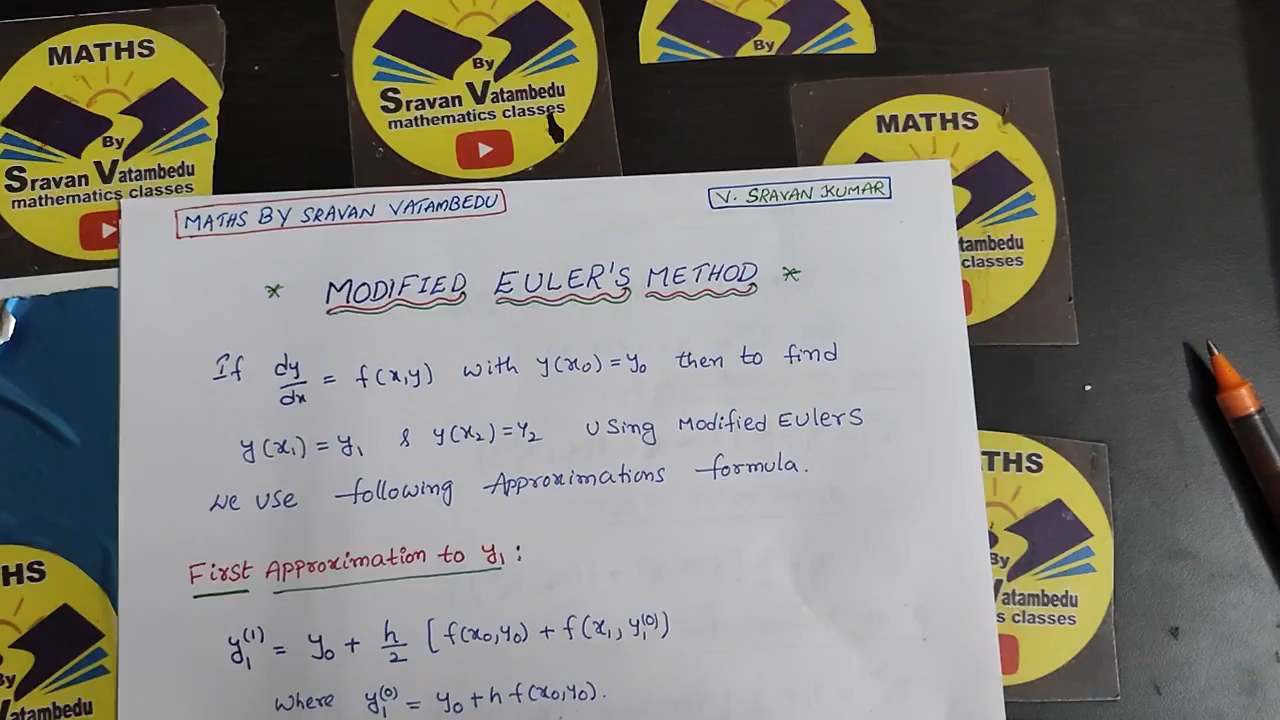 MATHS
By
Sravan Vatambedu
mathematics classes
By
Sravan Vatambedu
mathematics classes
By
MATHS
tambedu
classes
MATHS BY SRAVAN VATAMBEDU
V. SRAVAN KUMAR
* MODIFIED EULER'S METHOD *
If dy/dx = f(x,y) with y(x₀)=y₀ then to find
y(x₁)=y₁ & y(x₂)=y₂ Using Modified Eulers
we use following Approximations formula.
First Approximation to y₁:
y₁⁽¹⁾ = y₀ + h/2 [f(x₀,y₀) + f(x₁, y₁⁽⁰⁾)]
where y₁⁽⁰⁾ = y₀+h f(x₀,y₀).
THS
By
Vatambedu
s classes
HS
By
Vatambedu